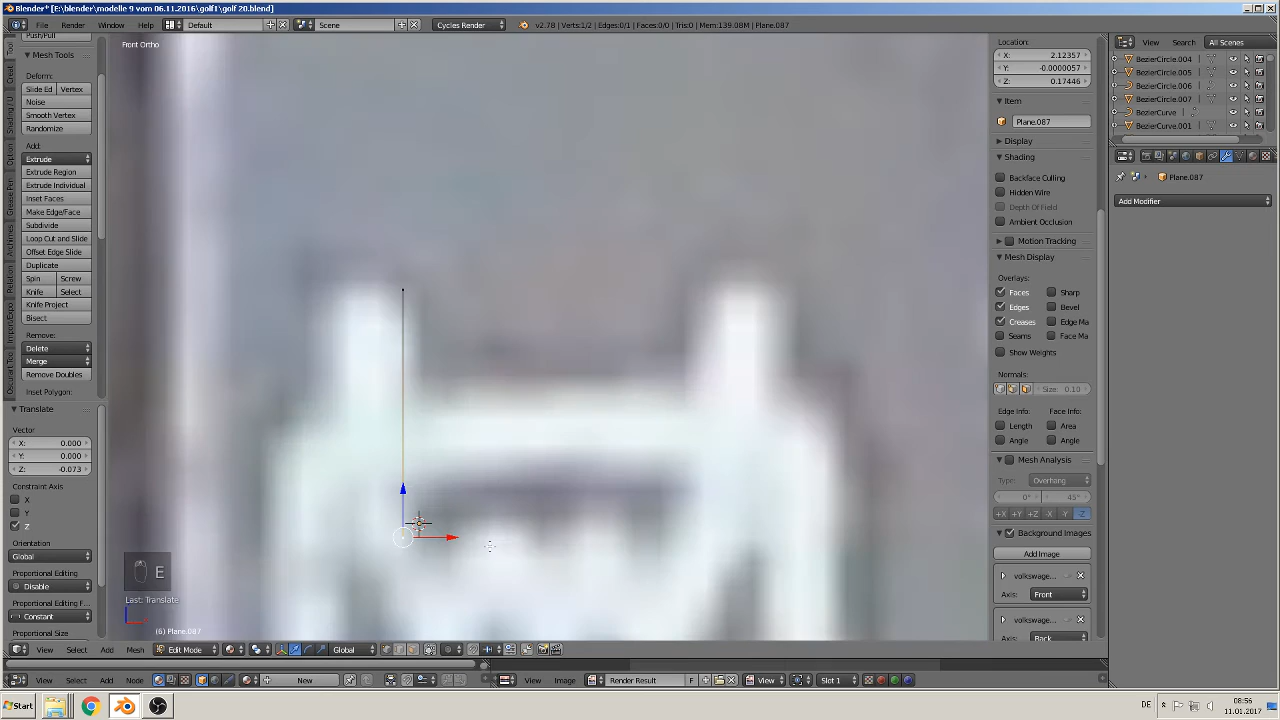 Blender* [E:\blender\modelle 9 vom 06.11.2016\golf1\golf 20.blend]
File Render Window Help Default Scene Cycles Render v2.78 | Verts:1/2 | Edges:0/1 | Faces:0/0 | Tris:0 | Mem:139.08M | Plane.087
Front Ortho
Push/Pull
Mesh Tools
Deform:
Slide Ed Vertex
Noise
Smooth Vertex
Randomize
Add:
Extrude
Extrude Region
Extrude Individual
Inset Faces
Make Edge/Face
Subdivide
Loop Cut and Slide
Offset Edge Slide
Duplicate
Spin Screw
Knife Select
Knife Project
Bisect
Remove:
Delete
Merge
Remove Doubles
Inset Polygon:
Translate
Vector
X: 0.000
Y: 0.000
Z: -0.073
Constraint Axis
X
Y
Z
Orientation
Global
Proportional Editing
Disable
Proportional Editing F...
Constant
Proportional Size
E
Last: Translate
(6) Plane.087
Location:
X: 2.12357
Y: -0.0000057
Z: 0.17446
Item
Plane.087
Display
Shading
Backface Culling
Hidden Wire
Depth Of Field
Ambient Occlusion
Motion Tracking
Mesh Display
Overlays:
Faces Sharp
Edges Bevel
Creases Edge Ma
Seams Face Ma
Show Weights
Normals:
Size: 0.10
Edge Info: Face Info:
Length Area
Angle Angle
Mesh Analysis
Type: Overhang
0° 45°
+X +Y +Z -X -Y -Z
Background Images
Add Image
volkswage...
Axis: Front
volkswage...
Axis: Back
View Search All Scenes
BezierCircle.004
BezierCircle.005
BezierCircle.006
BezierCircle.007
BezierCurve
BezierCurve.001
Plane.087
Add Modifier
View Select Add Mesh Edit Mode Global
View Select Add Node New View Image Render Result F View Slot 1
Start DE 08:56
11.01.2017